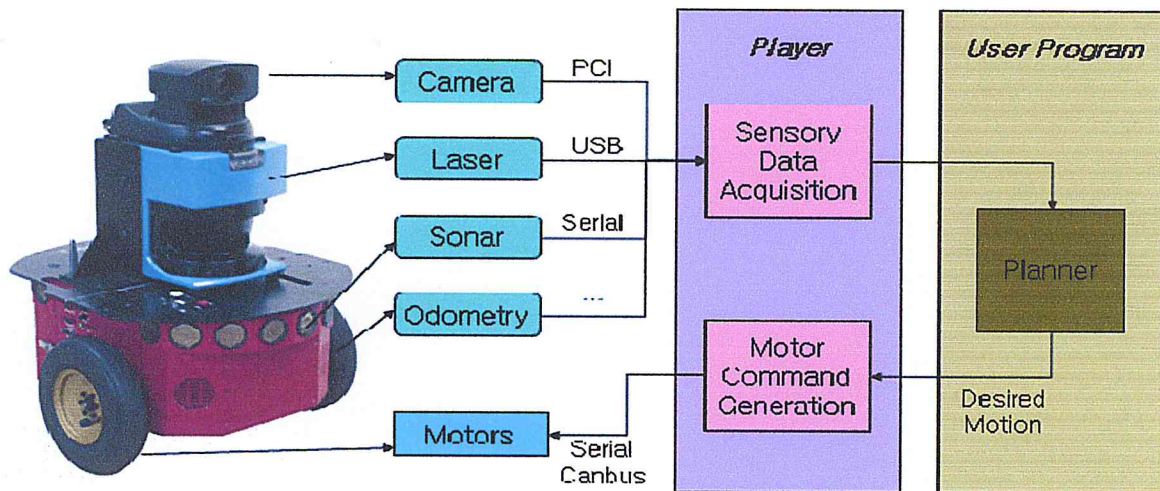 Player
User Program
Camera
PCI
Laser
USB
Sonar
Serial
Odometry
...
Motors
Serial
Canbus
Sensory
Data
Acquisition
Motor
Command
Generation
Planner
Desired
Motion